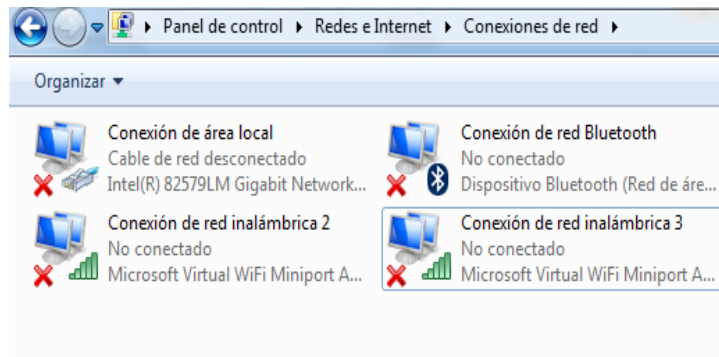 Panel de control ▸ Redes e Internet ▸ Conexiones de red ▸
Organizar
Conexión de área local
Cable de red desconectado
Intel(R) 82579LM Gigabit Network...
Conexión de red Bluetooth
No conectado
Dispositivo Bluetooth (Red de áre...
Conexión de red inalámbrica 2
No conectado
Microsoft Virtual WiFi Miniport A...
Conexión de red inalámbrica 3
No conectado
Microsoft Virtual WiFi Miniport A...